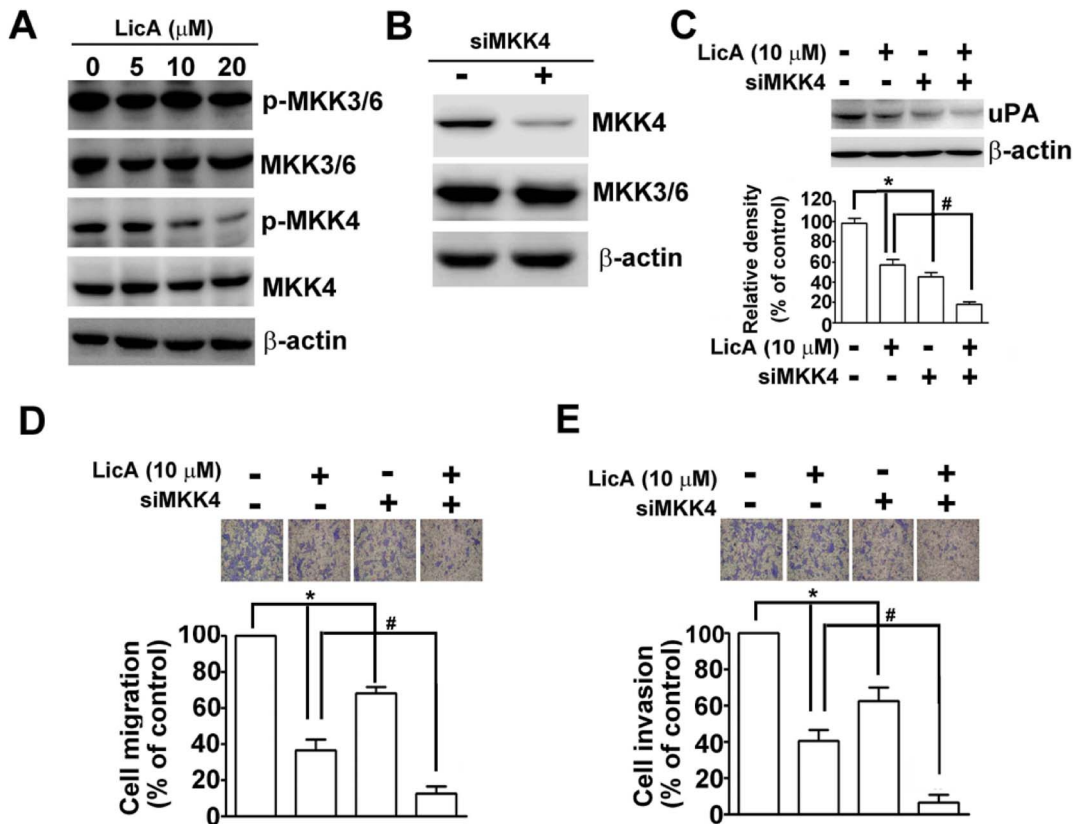 A
LicA (μM)
0 5 10 20
p-MKK3/6
MKK3/6
p-MKK4
MKK4
β-actin
B
siMKK4
- +
MKK4
MKK3/6
β-actin
C
LicA (10 μM) - + - +
siMKK4 - - + +
uPA
β-actin
* #
Relative density
(% of control)
120
100
80
60
40
20
0
LicA (10 μM) - + - +
siMKK4 - - + +
D
LicA (10 μM) - + - +
siMKK4 - - + +
* #
Cell migration
(% of control)
100
80
60
40
20
0
E
LicA (10 μM) - + - +
siMKK4 - - + +
* #
Cell invasion
(% of control)
100
80
60
40
20
0